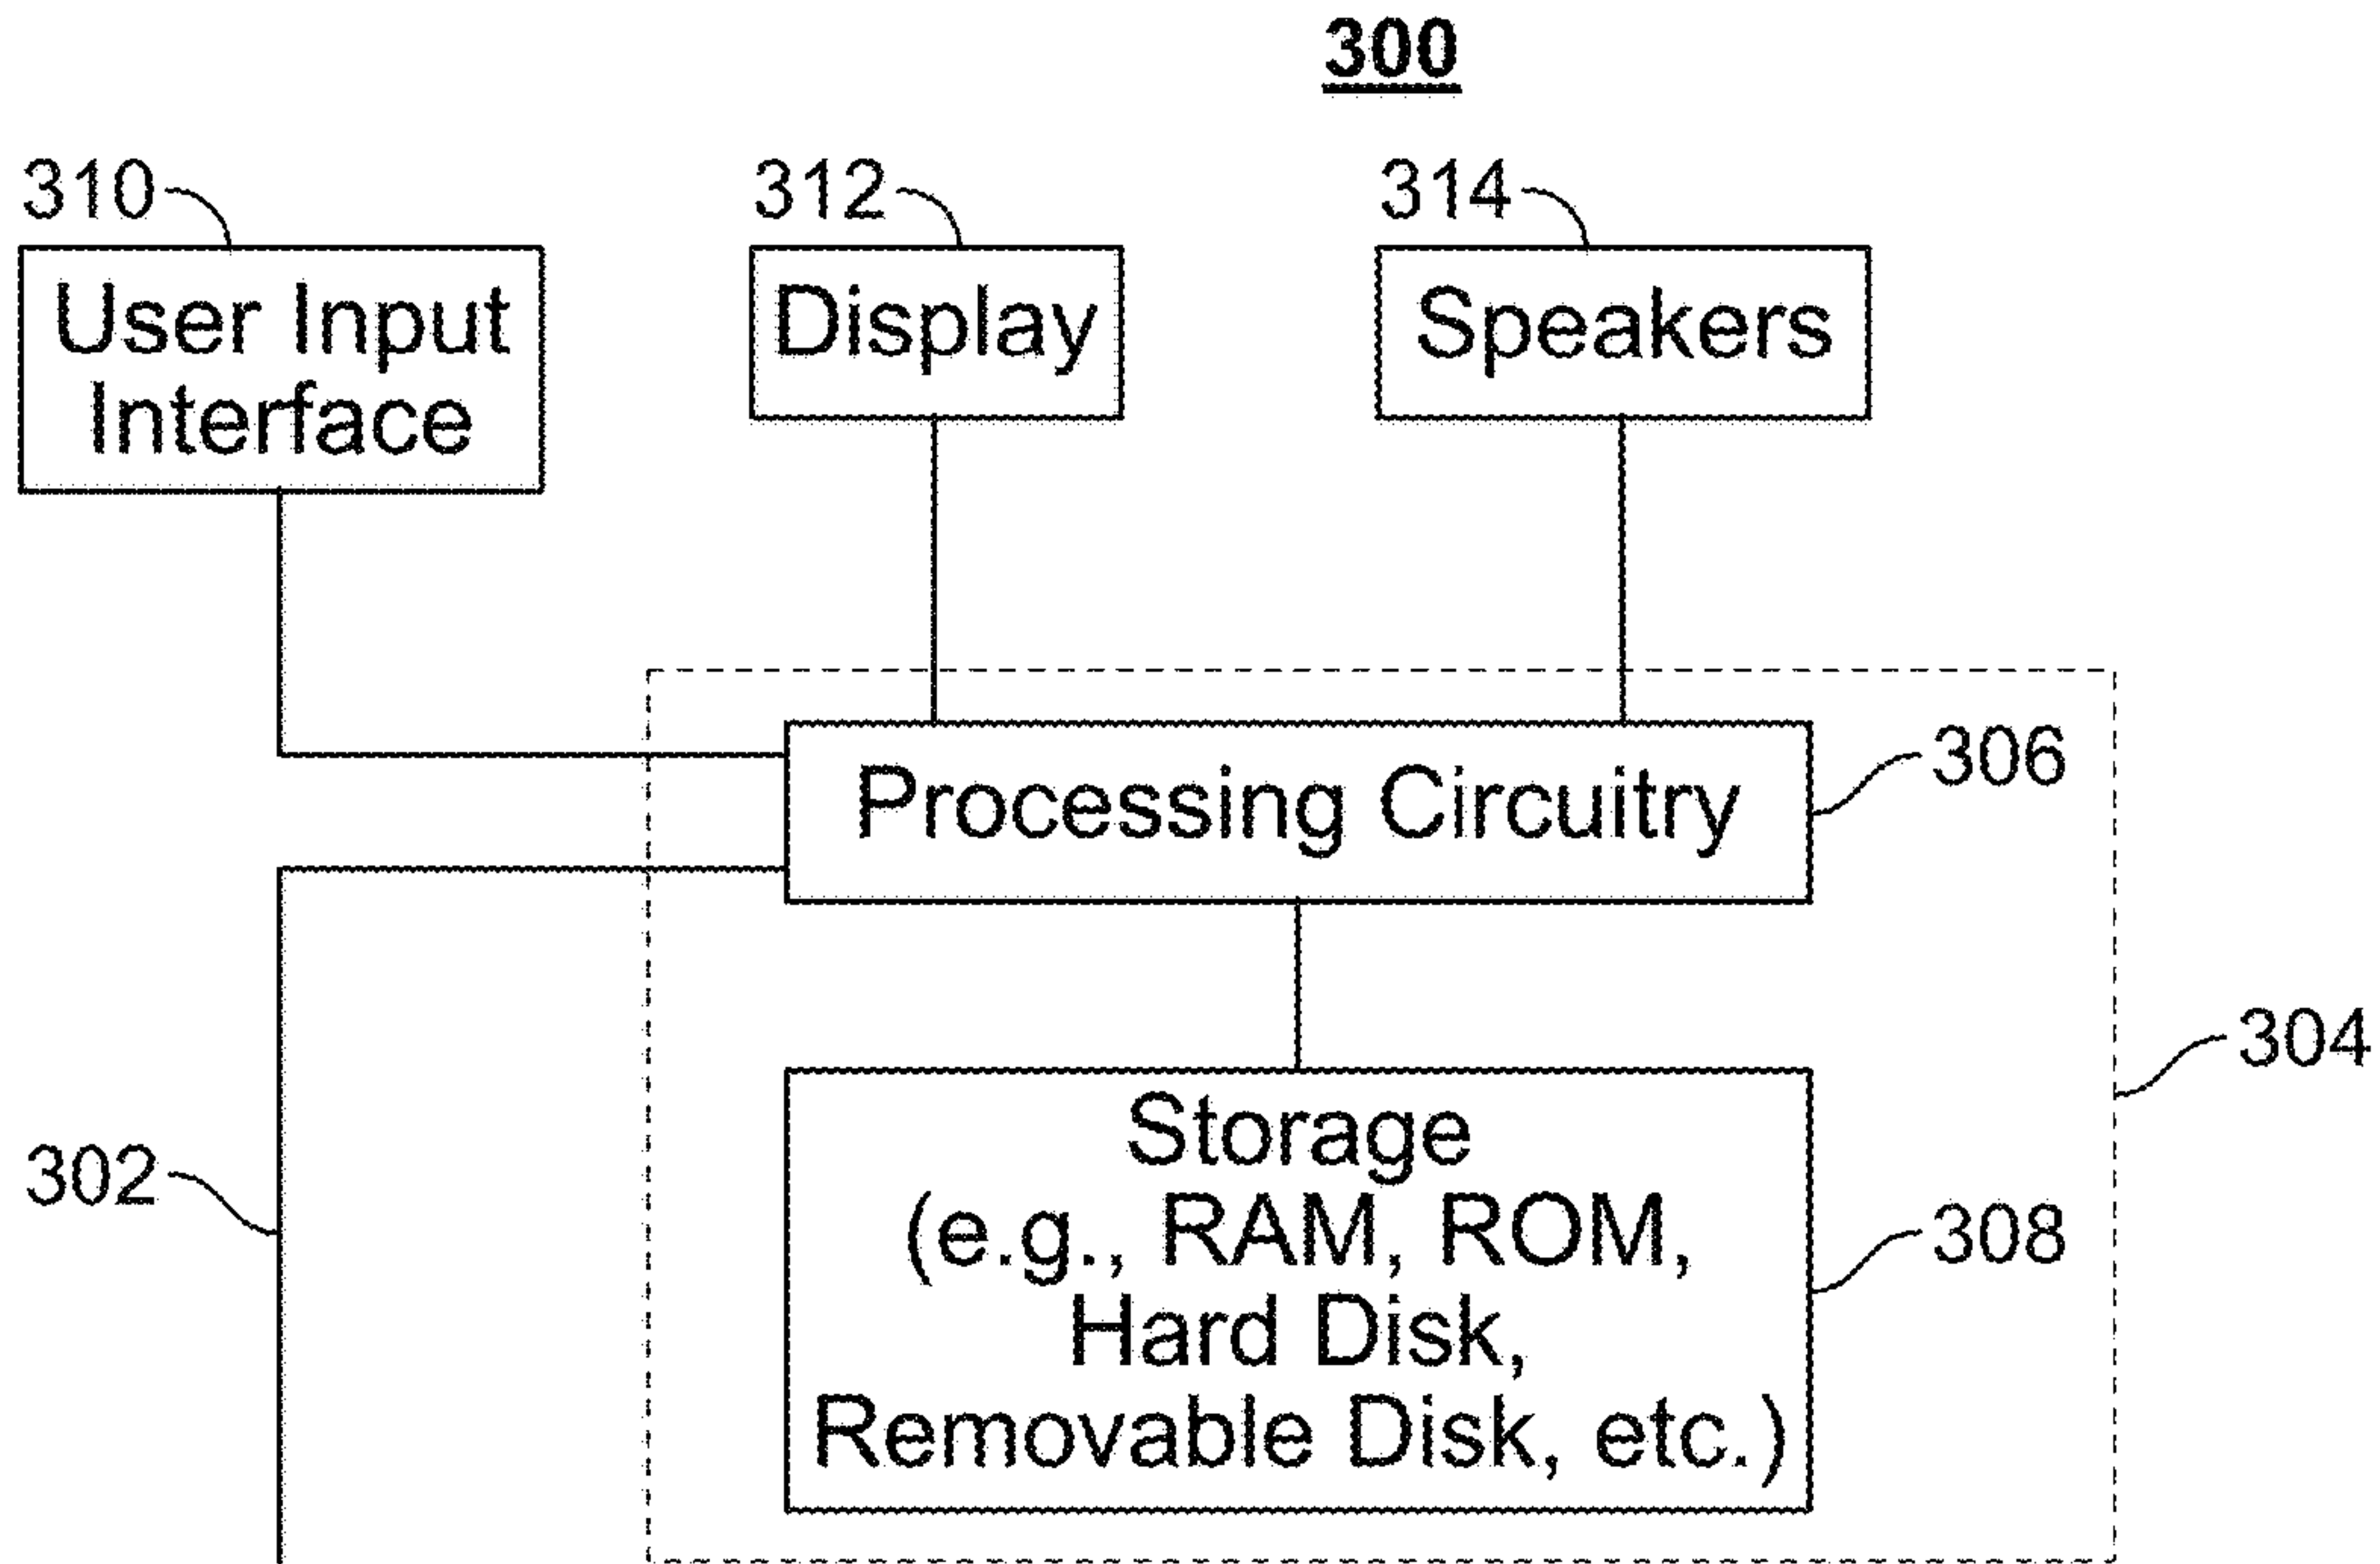 300
310
312
314
User Input
Interface
Display
Speakers
Processing Circuitry
306
304
302
Storage
(e.g., RAM, ROM,
Hard Disk,
Removable Disk, etc.)
308